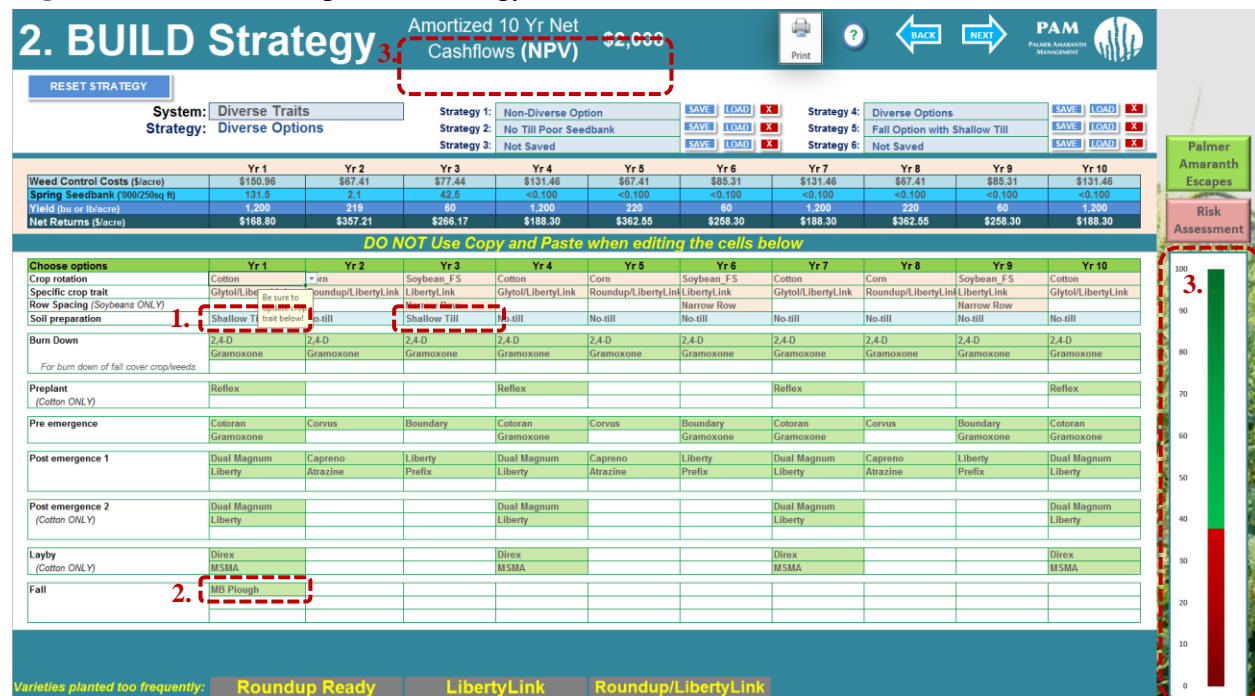 2. BUILD Strategy
3.
Amortized 10 Yr Net
Cashflows (NPV)
Print
?
BACK
NEXT
PAM
PALMER AMARANTH
MANAGEMENT
RESET STRATEGY
System: Diverse Traits
Strategy: Diverse Options
Strategy 1: Non-Diverse Option SAVE LOAD X
Strategy 2: No Till Poor Seedbank SAVE LOAD X
Strategy 3: Not Saved SAVE LOAD X
Strategy 4: Diverse Options SAVE LOAD X
Strategy 5: Fall Option with Shallow Till SAVE LOAD X
Strategy 6: Not Saved SAVE LOAD X
Palmer
Amaranth
Escapes
Risk
Assessment
Yr 1 Yr 2 Yr 3 Yr 4 Yr 5 Yr 6 Yr 7 Yr 8 Yr 9 Yr 10
Weed Control Costs ($/acre) $150.96 $67.41 $77.44 $131.46 $67.41 $85.31 $131.46 $67.41 $85.31 $131.46
Spring Seedbank ('000/250sq ft) 131.5 2.1 42.5 <0.100 <0.100 <0.100 <0.100 <0.100 <0.100 <0.100
Yield (bu or lb/acre) 1,200 219 60 1,200 220 60 1,200 220 60 1,200
Net Returns ($/acre) $168.80 $357.21 $266.17 $188.30 $362.55 $258.30 $188.30 $362.55 $258.30 $188.30
DO NOT Use Copy and Paste when editing the cells below
Choose options Yr 1 Yr 2 Yr 3 Yr 4 Yr 5 Yr 6 Yr 7 Yr 8 Yr 9 Yr 10
Crop rotation Cotton rn Soybean_FS Cotton Corn Soybean_FS Cotton Corn Soybean_FS Cotton
Specific crop trait Glytol/Libe oundup/LibertyLink LibertyLink Glytol/LibertyLink Roundup/LibertyLink LibertyLink Glytol/LibertyLink Roundup/LibertyLink LibertyLink Glytol/LibertyLink
Row Spacing (Soybeans ONLY) Narrow Row Narrow Row Narrow Row
Be sure to
update crop
trait below!
1.
Soil preparation Shallow Ti o-till Shallow Till No-till No-till No-till No-till No-till No-till No-till
Burn Down 2,4-D 2,4-D 2,4-D 2,4-D 2,4-D 2,4-D 2,4-D 2,4-D 2,4-D 2,4-D
Gramoxone Gramoxone Gramoxone Gramoxone Gramoxone Gramoxone Gramoxone Gramoxone Gramoxone Gramoxone
For burn down of fall cover crop/weeds
Preplant Reflex Reflex Reflex Reflex
(Cotton ONLY)
Pre emergence Cotoran Corvus Boundary Cotoran Corvus Boundary Cotoran Corvus Boundary Cotoran
Gramoxone Gramoxone Gramoxone Gramoxone Gramoxone Gramoxone
Post emergence 1 Dual Magnum Capreno Liberty Dual Magnum Capreno Liberty Dual Magnum Capreno Liberty Dual Magnum
Liberty Atrazine Prefix Liberty Atrazine Prefix Liberty Atrazine Prefix Liberty
Post emergence 2 Dual Magnum Dual Magnum Dual Magnum Dual Magnum
(Cotton ONLY) Liberty Liberty Liberty Liberty
Layby Direx Direx Direx Direx
(Cotton ONLY) MSMA MSMA MSMA MSMA
2.
Fall MB Plough
Varieties planted too frequently: Roundup Ready LibertyLink Roundup/LibertyLink
3.
100
90
80
70
60
50
40
30
20
10
0